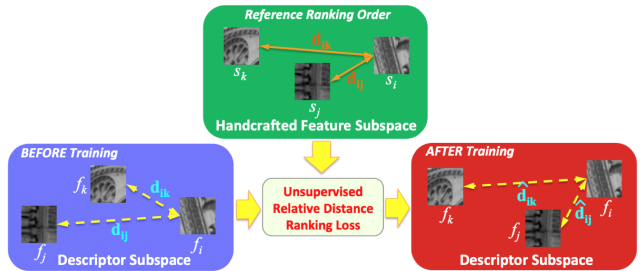 Reference Ranking Order
d_ik
s_k
s_i
d_ij
s_j
Handcrafted Feature Subspace
BEFORE Training
f_k
d_ik
f_j
d_ij
f_i
Descriptor Subspace
Unsupervised
Relative Distance
Ranking Loss
AFTER Training
f_k
d̂_ik
f_i
f_j
d̂_ij
Descriptor Subspace